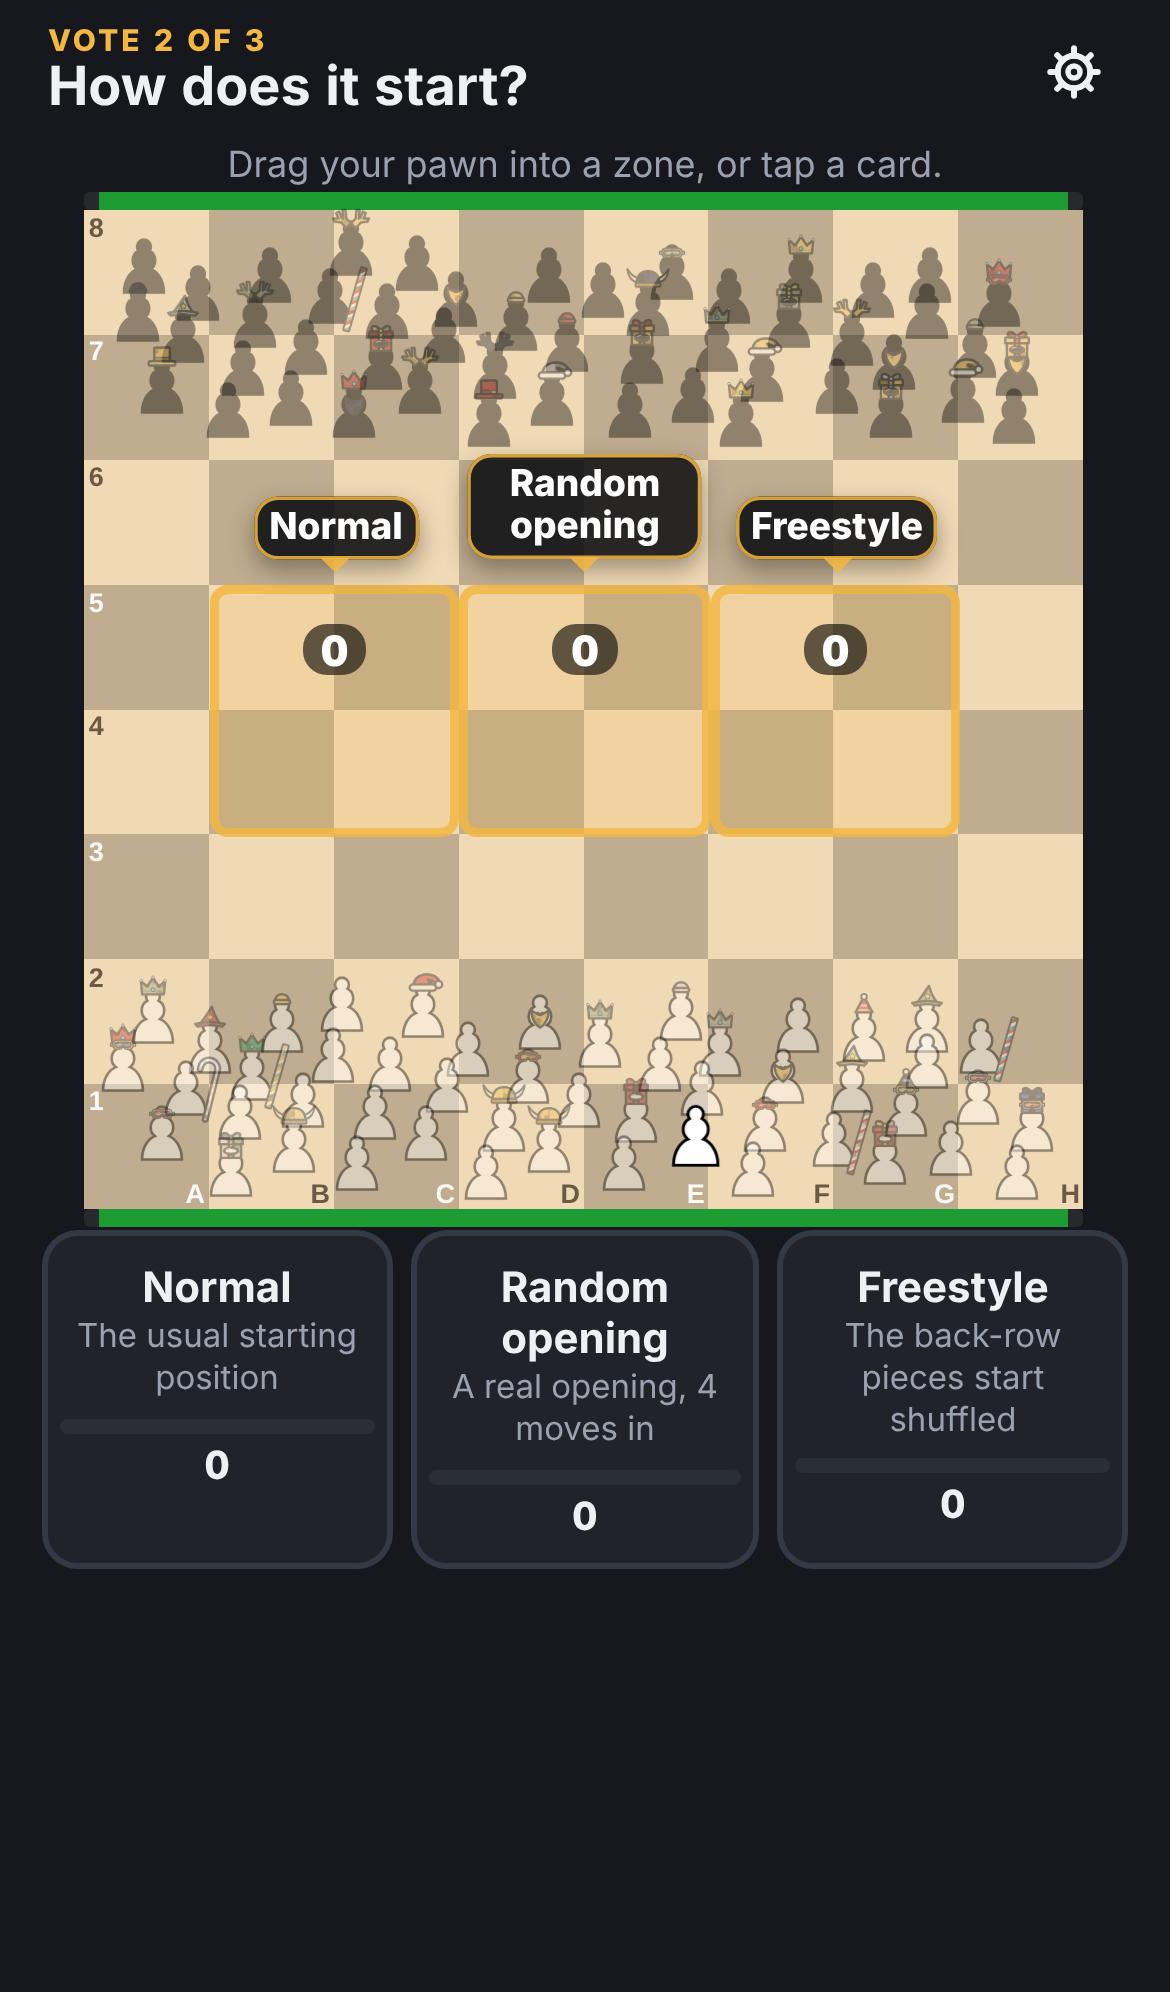 VOTE 2 OF 3
How does it start?
Drag your pawn into a zone, or tap a card.
8
7
6
Normal
Random
opening
Freestyle
5
0
0
0
4
3
2
1
A
B
C
D
E
F
G
H
Normal
The usual starting
position
0
Random
opening
A real opening, 4
moves in
0
Freestyle
The back-row
pieces start
shuffled
0